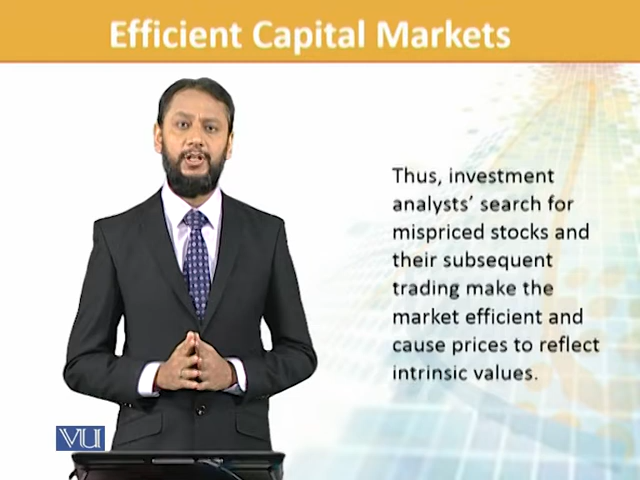 Efficient Capital Markets
Thus, investment
analysts’ search for
mispriced stocks and
their subsequent
trading make the
market efficient and
cause prices to reflect
intrinsic values.
VU